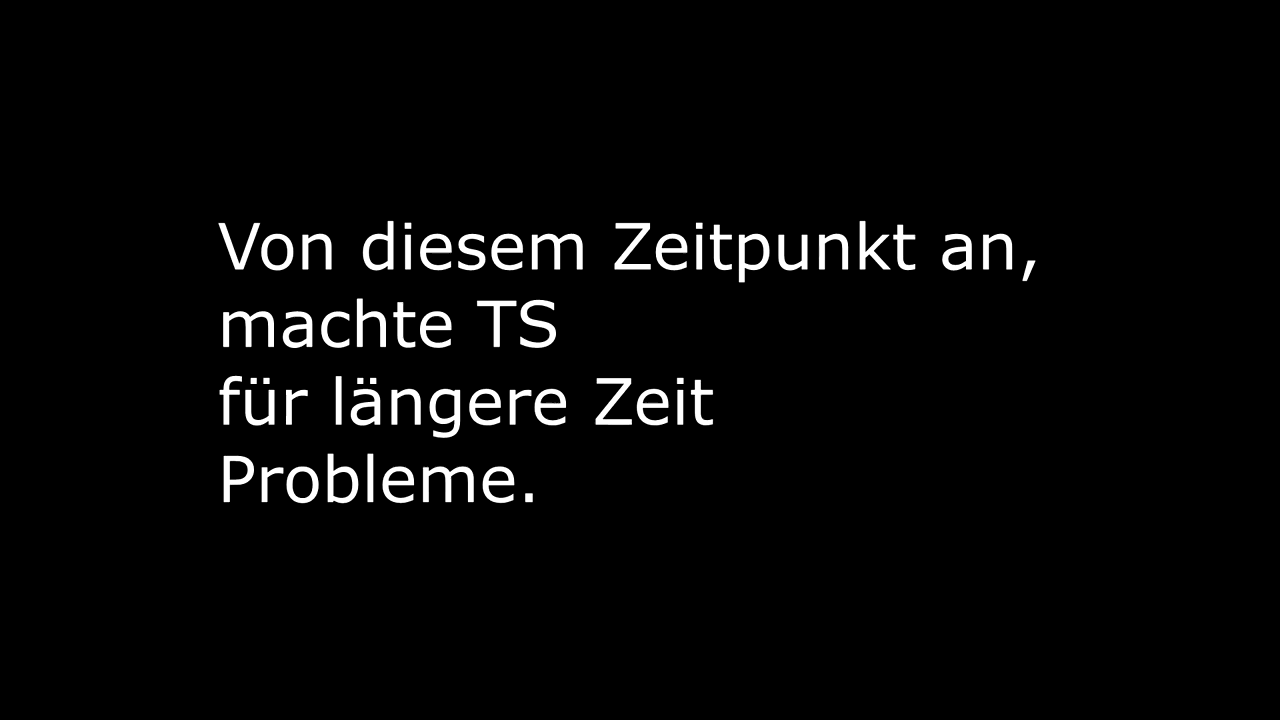 Von diesem Zeitpunkt an,
machte TS
für längere Zeit
Probleme.